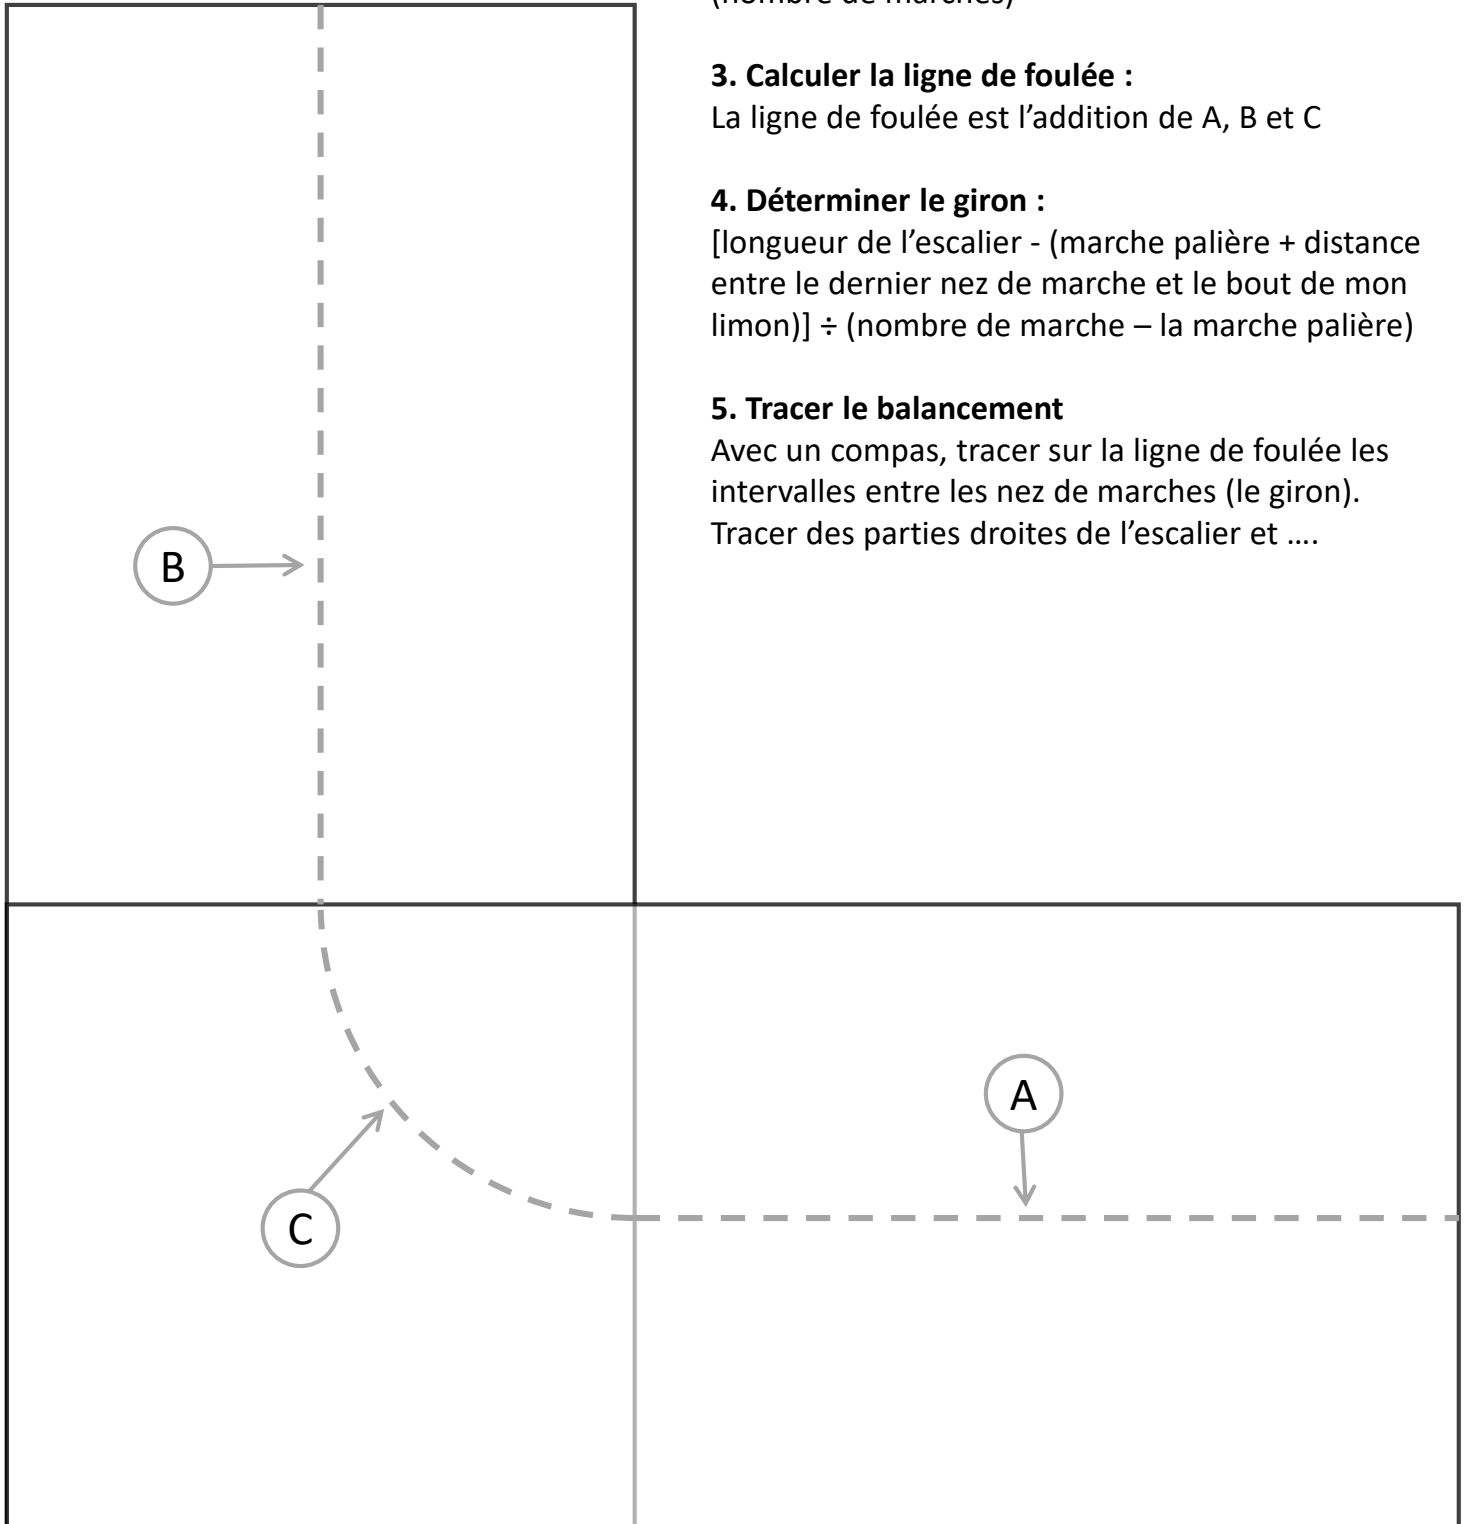 (nombre de marches)
3. Calculer la ligne de foulée :
La ligne de foulée est l’addition de A, B et C
4. Déterminer le giron :
[longueur de l’escalier - (marche palière + distance
entre le dernier nez de marche et le bout de mon
limon)] ÷ (nombre de marche – la marche palière)
5. Tracer le balancement
Avec un compas, tracer sur la ligne de foulée les
intervalles entre les nez de marches (le giron).
Tracer des parties droites de l’escalier et ….
B
A
C